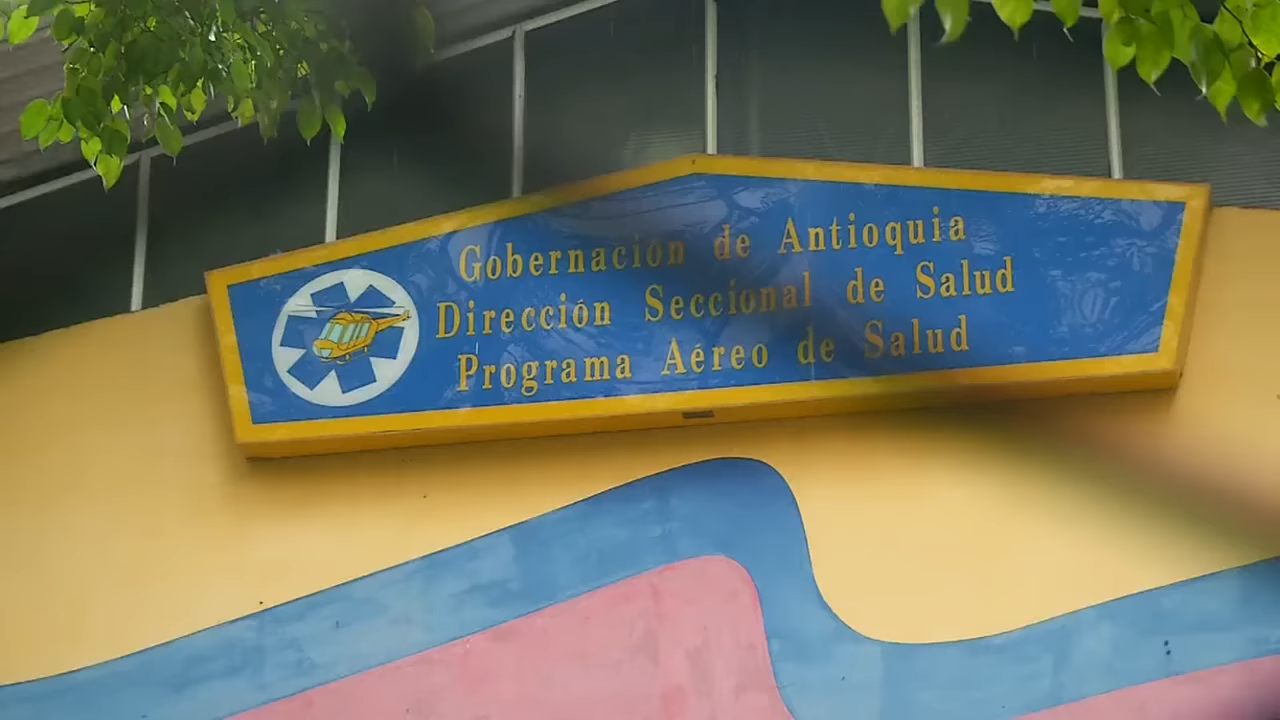 Gobernación de Antioquia
Dirección Seccional de Salud
Programa Aéreo de Salud